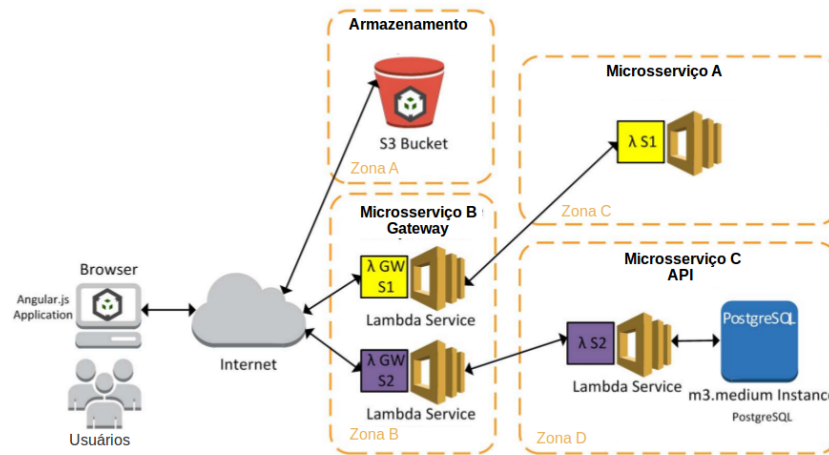 Armazenamento
S3 Bucket
Zona A
Microsserviço A
λ S1
Zona C
Microsserviço B
Gateway
λ GW
S1
Lambda Service
λ GW
S2
Lambda Service
Zona B
Microsserviço C
API
λ S2
Lambda Service
PostgreSQL
m3.medium Instance
PostgreSQL
Zona D
Browser
Angular.js
Application
Internet
Usuários